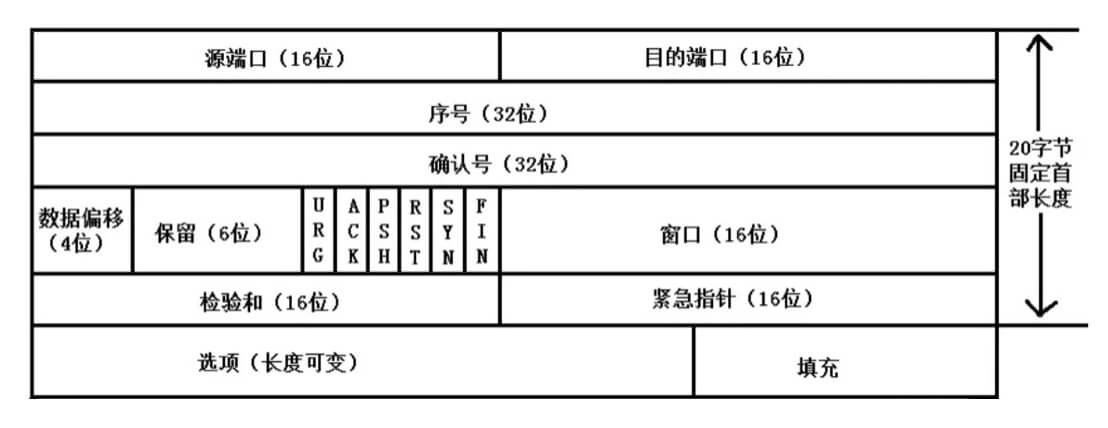 源端口（16位）
目的端口（16位）
序号（32位）
确认号（32位）
数据偏移
（4位）
保留（6位）
URG
ACK
PSH
RST
SYN
FIN
窗口（16位）
检验和（16位）
紧急指针（16位）
选项（长度可变）
填充
20字节
固定首
部长度